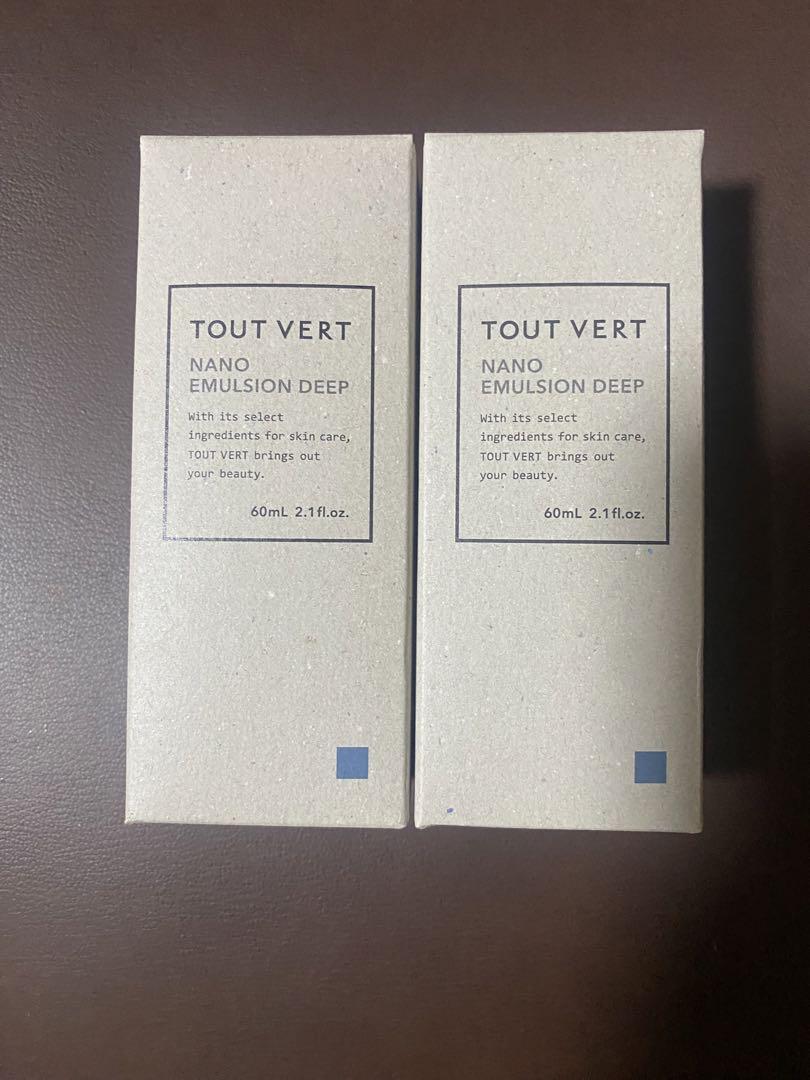 TOUT VERT
NANO
EMULSION DEEP
With its select
ingredients for skin care,
TOUT VERT brings out
your beauty.
60mL 2.1fl.oz.
TOUT VERT
NANO
EMULSION DEEP
With its select
ingredients for skin care,
TOUT VERT brings out
your beauty.
60mL 2.1fl.oz.